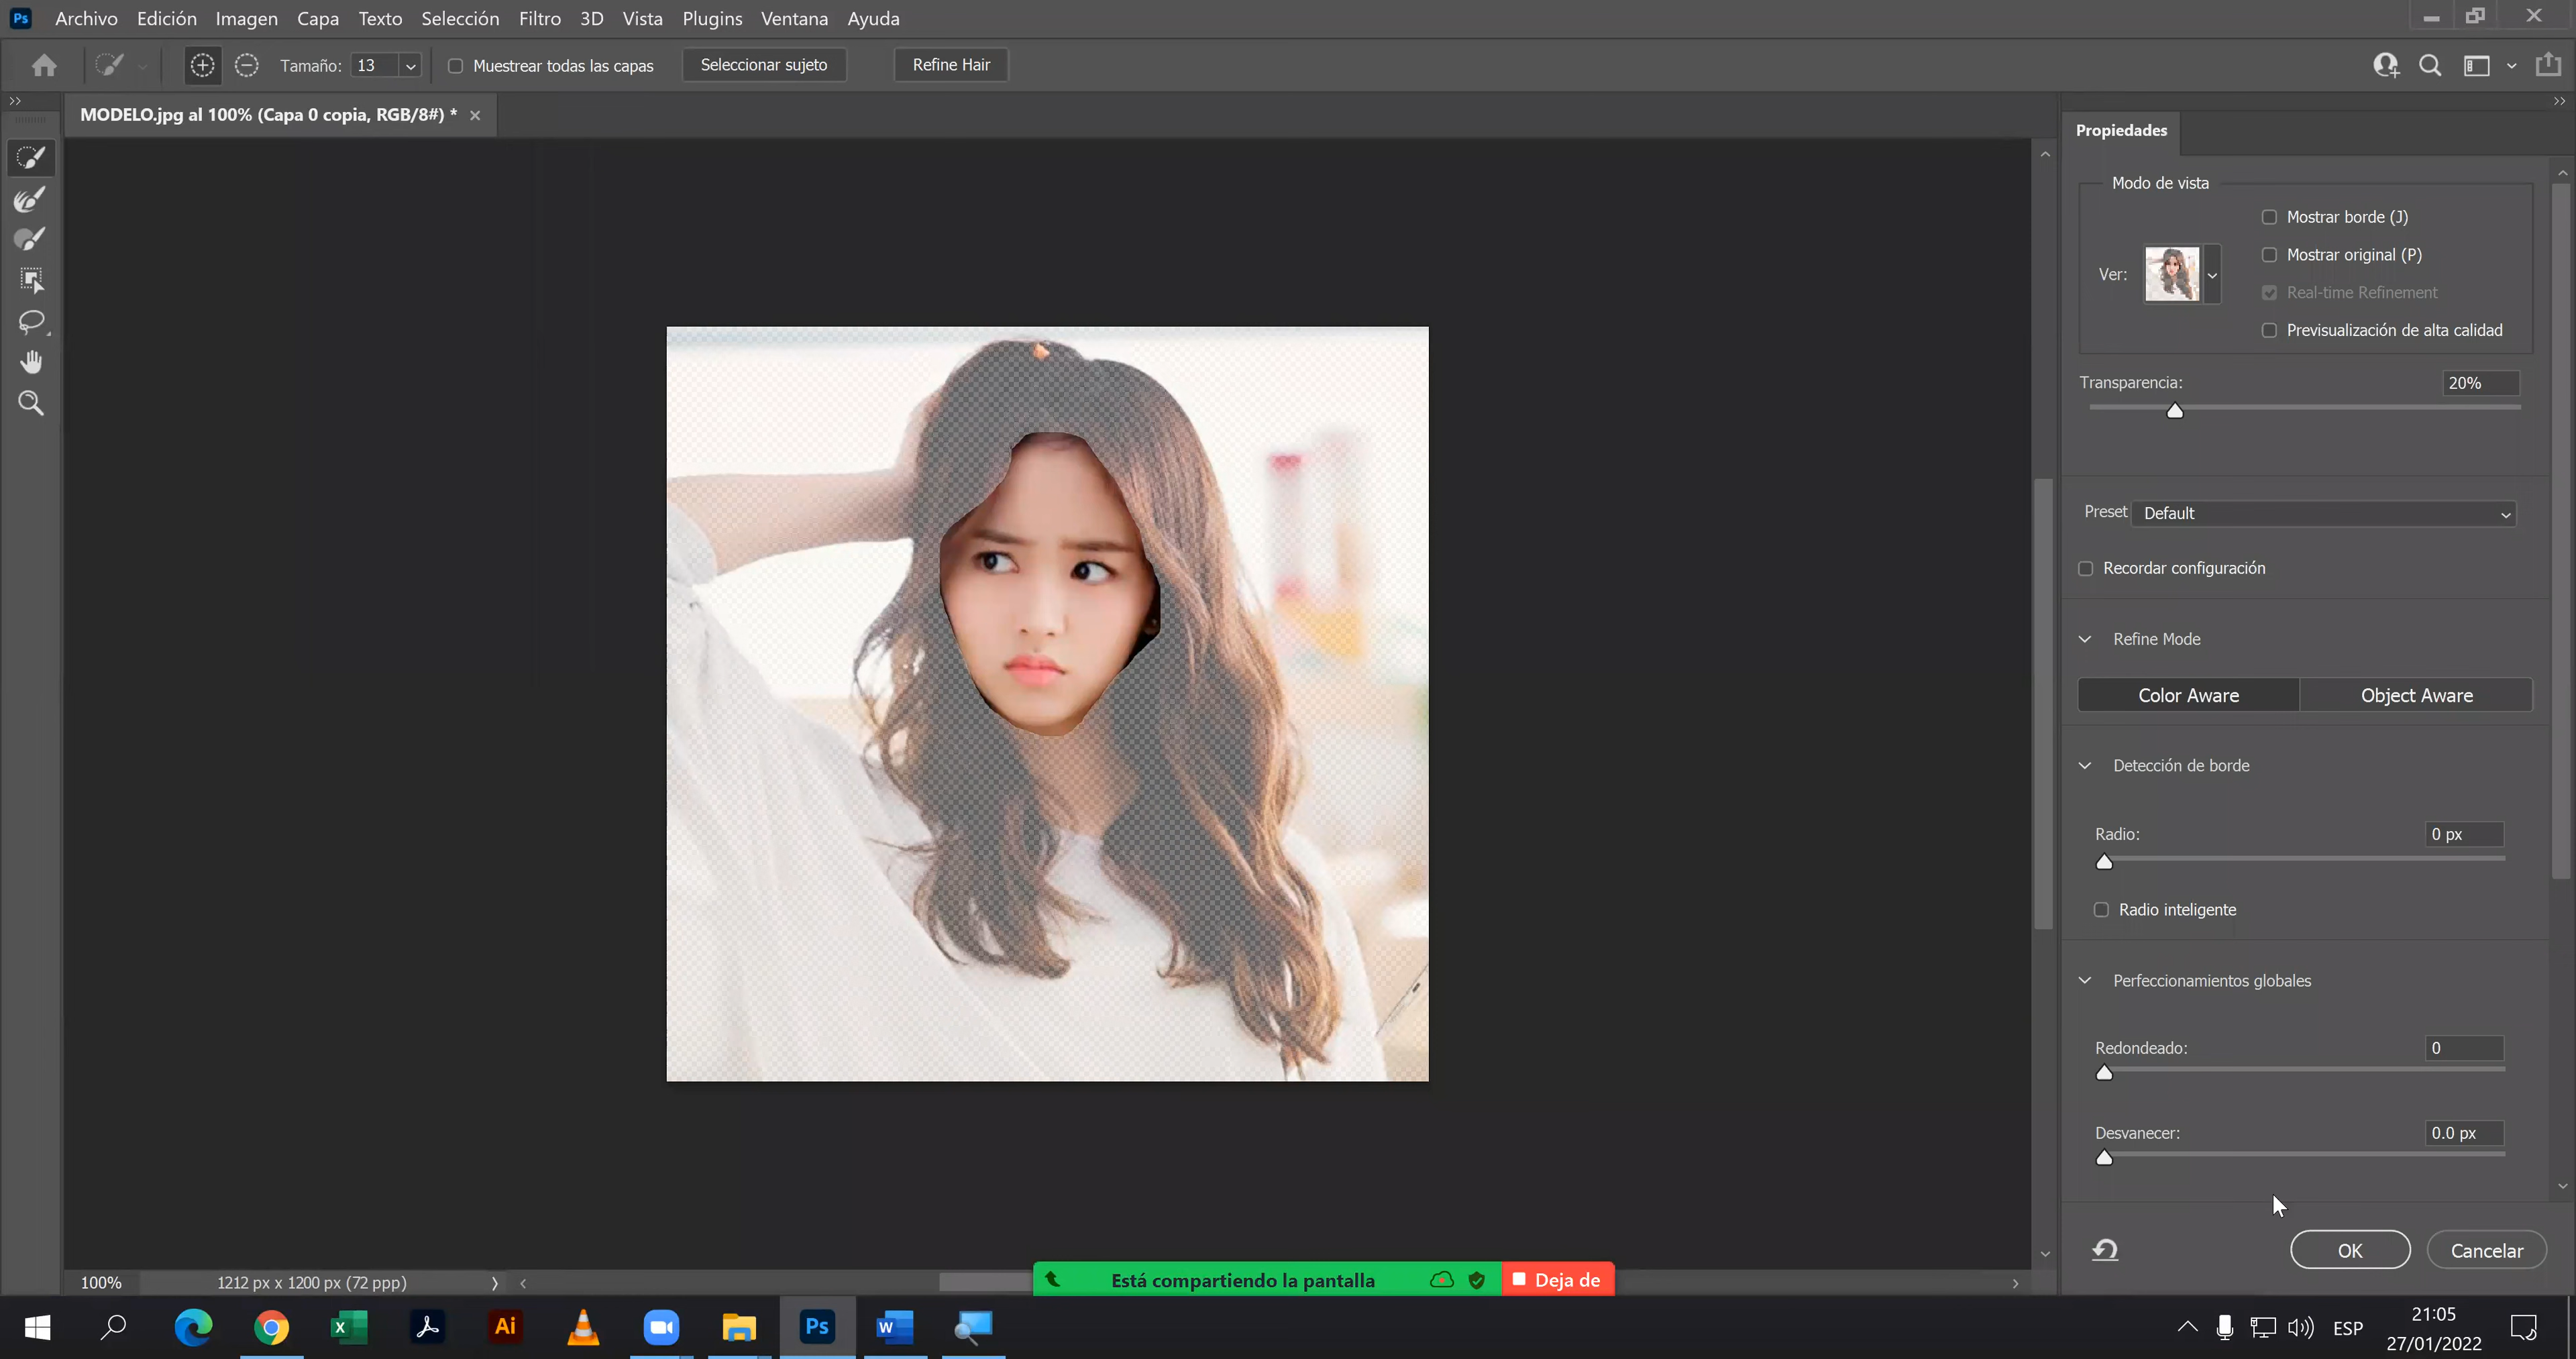 Ps Archivo Edición Imagen Capa Texto Selección Filtro 3D Vista Plugins Ventana Ayuda
Tamaño: 13 Muestrear todas las capas Seleccionar sujeto Refine Hair
MODELO.jpg al 100% (Capa 0 copia, RGB/8#) *
Propiedades
Modo de vista
Mostrar borde (J)
Mostrar original (P)
Ver:
Real-time Refinement
Previsualización de alta calidad
Transparencia: 20%
Preset Default
Recordar configuración
Refine Mode
Color Aware Object Aware
Detección de borde
Radio: 0 px
Radio inteligente
Perfeccionamientos globales
Redondeado: 0
Desvanecer: 0.0 px
OK Cancelar
100% 1212 px x 1200 px (72 ppp)
Está compartiendo la pantalla Deja de
X Ai Ps W ESP 21:05
27/01/2022